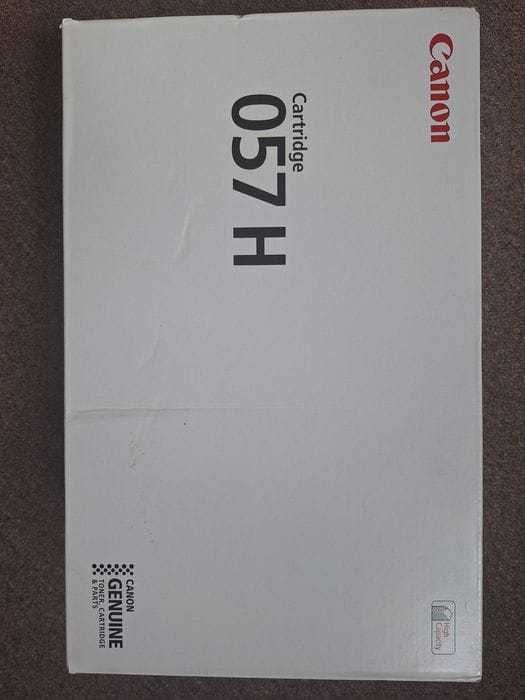 Canon
Cartridge
057 H
CANON
GENUINE
TONER, CARTRIDGE
& PARTS
High
Capacity